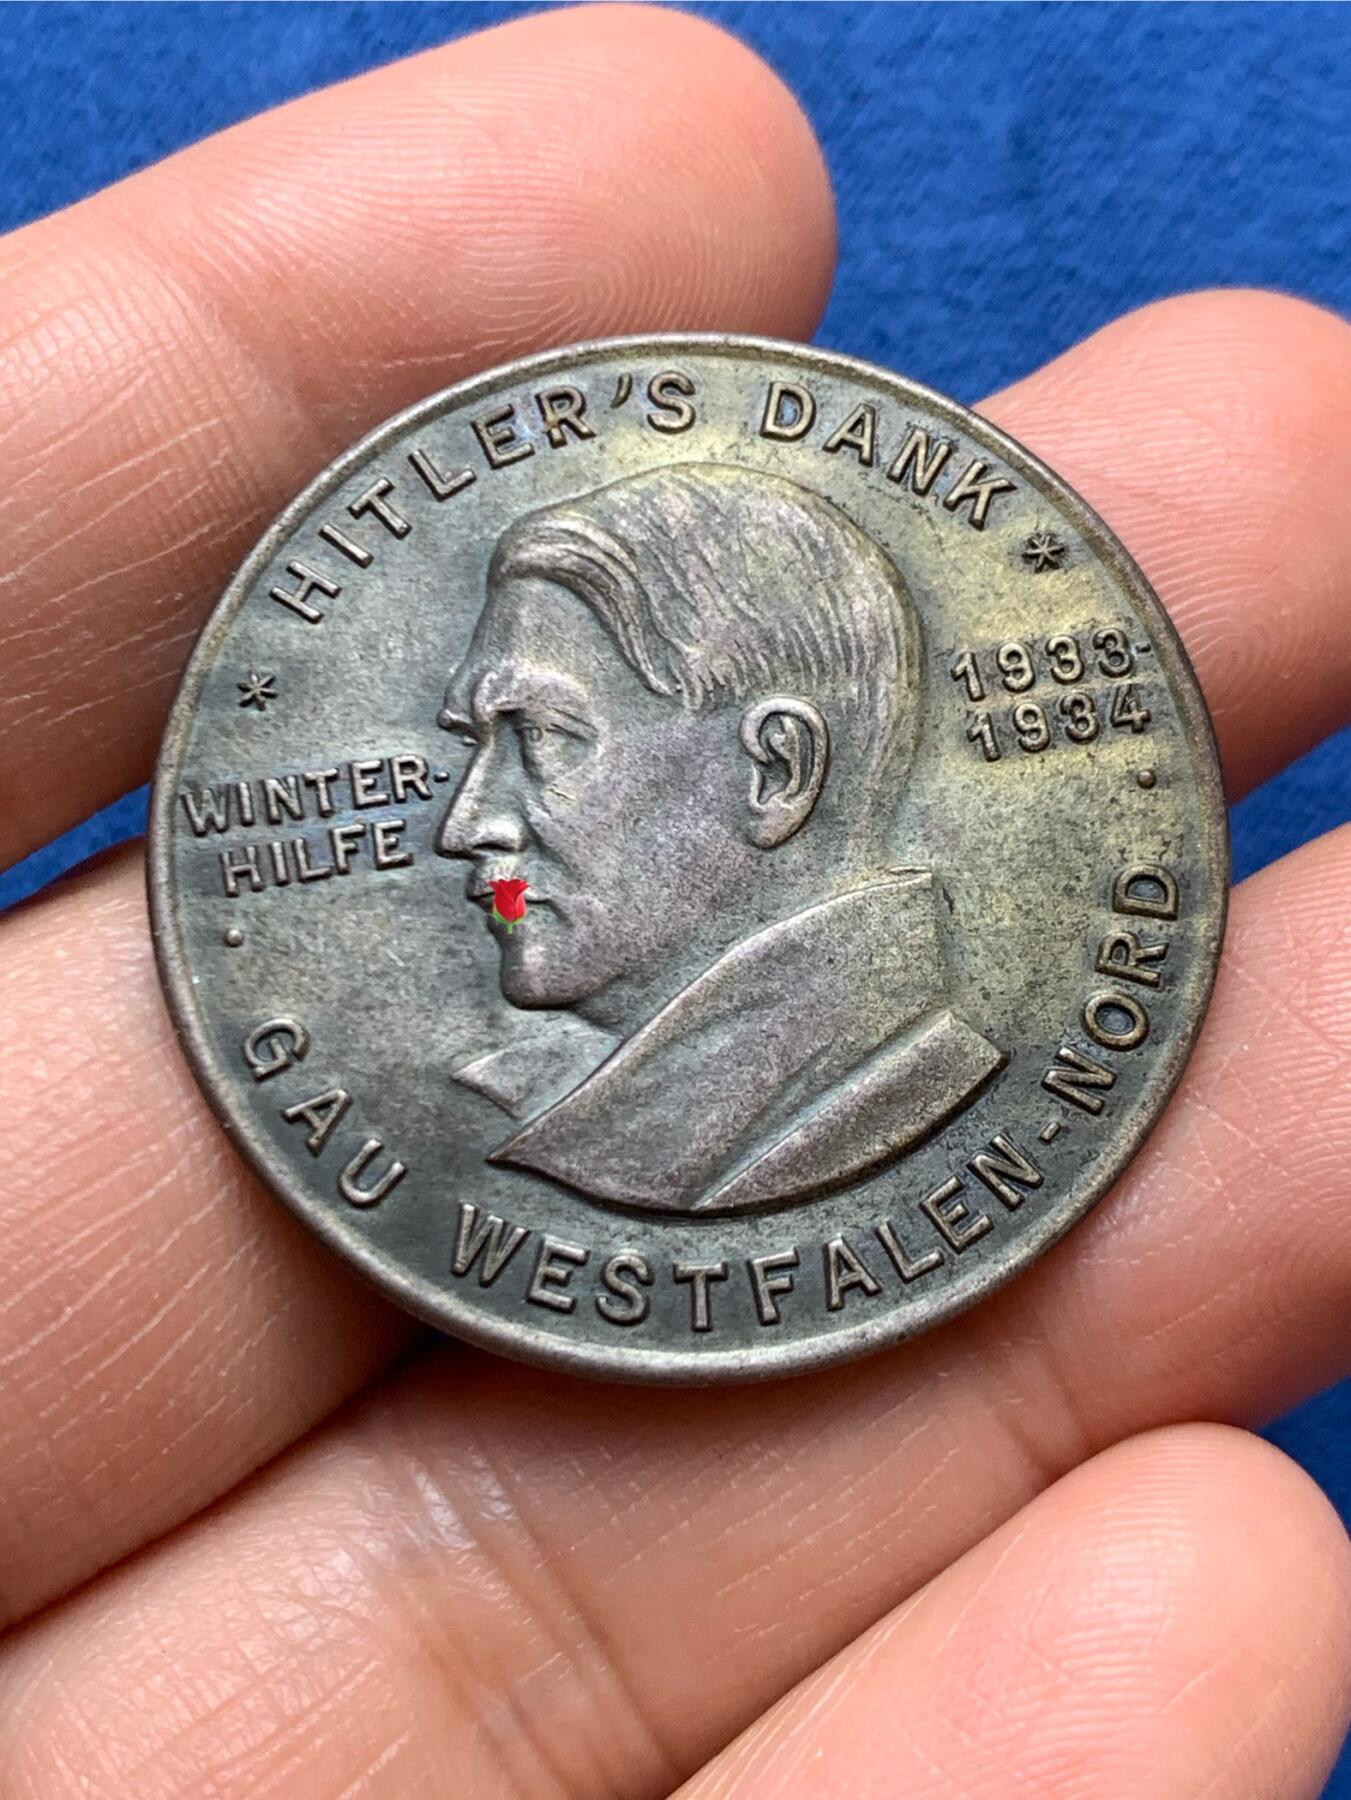 HITLER'S DANK
WINTER-
HILFE
1933-
1934
GAU WESTFALEN-NORD